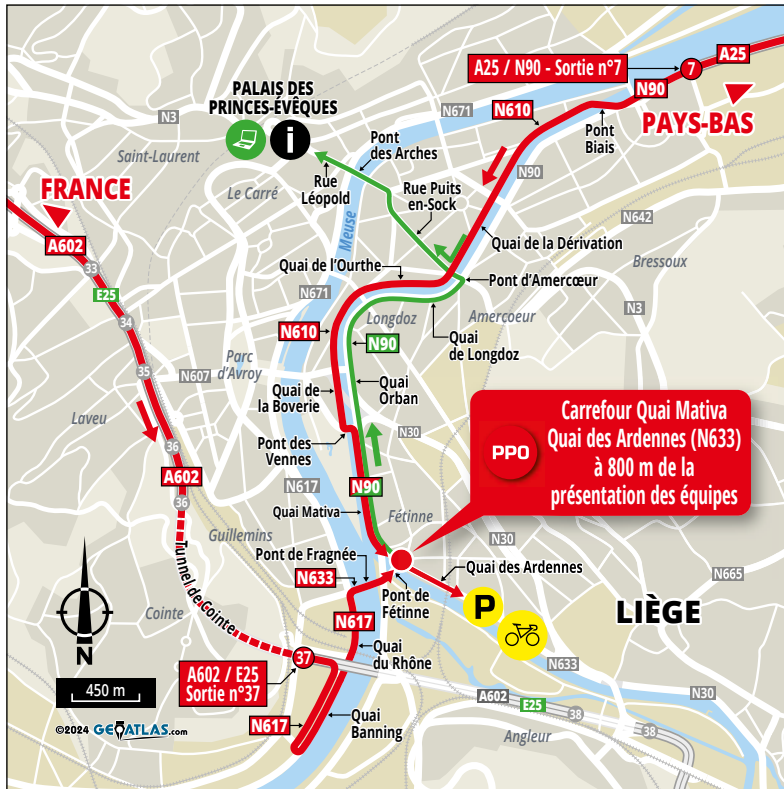 A25 / N90 - Sortie n°7
7
A25
N90
PAYS-BAS
N610
Pont
Biais
PALAIS DES
PRINCES-ÉVÊQUES
i
N3
N671
Pont
des Arches
N90
Saint-Laurent
Le Carré
Rue
Léopold
Rue Puits
en-Sock
N642
FRANCE
A602
33
E25
34
35
36
A602
36
Meuse
Quai de la Dérivation
Bressoux
Quai de l'Ourthe
Pont d'Amercœur
N671
N3
Longdoz
Amercoeur
N610
N90
Quai
de Longdoz
Parc
d'Avroy
N607
Quai
Orban
Quai de
la Boverie
Laveu
N30
Pont des
Vennes
N617
N90
Carrefour Quai Mativa
Quai des Ardennes (N633)
à 800 m de la
présentation des équipes
PPO
Quai Mativa
Fétinne
Guillemins
N30
Tunnel de Cointe
Pont de Fragnée
Quai des Ardennes
N633
Pont de
Fétinne
N665
Cointe
N617
P
LIÈGE
N
Quai
du Rhône
37
A602 / E25
Sortie n°37
N633
N30
450 m
N617
Quai
Banning
A602
E25
38
38
Angleur
©2024 GEOATLAS.com